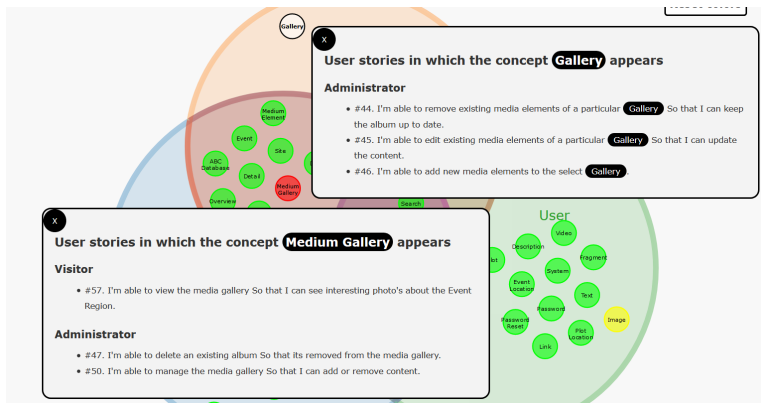 Gallery
X
User stories in which the concept Gallery appears
Administrator
#44. I'm able to remove existing media elements of a particular Gallery So that I can keep
the album up to date.
#45. I'm able to edit existing media elements of a particular Gallery So that I can update
the content.
#46. I'm able to add new media elements to the select Gallery.
Medium
Element
Event
Site
ABC
Database
Detail
Medium
Gallery
Overview
Search
User
Video
Description
Fragment
System
Event
Location
Text
Password
Image
Password
Reset
Plot
Location
Link
X
User stories in which the concept Medium Gallery appears
Visitor
#57. I'm able to view the media gallery So that I can see interesting photo's about the Event
Region.
Administrator
#47. I'm able to delete an existing album So that its removed from the media gallery.
#50. I'm able to manage the media gallery So that I can add or remove content.